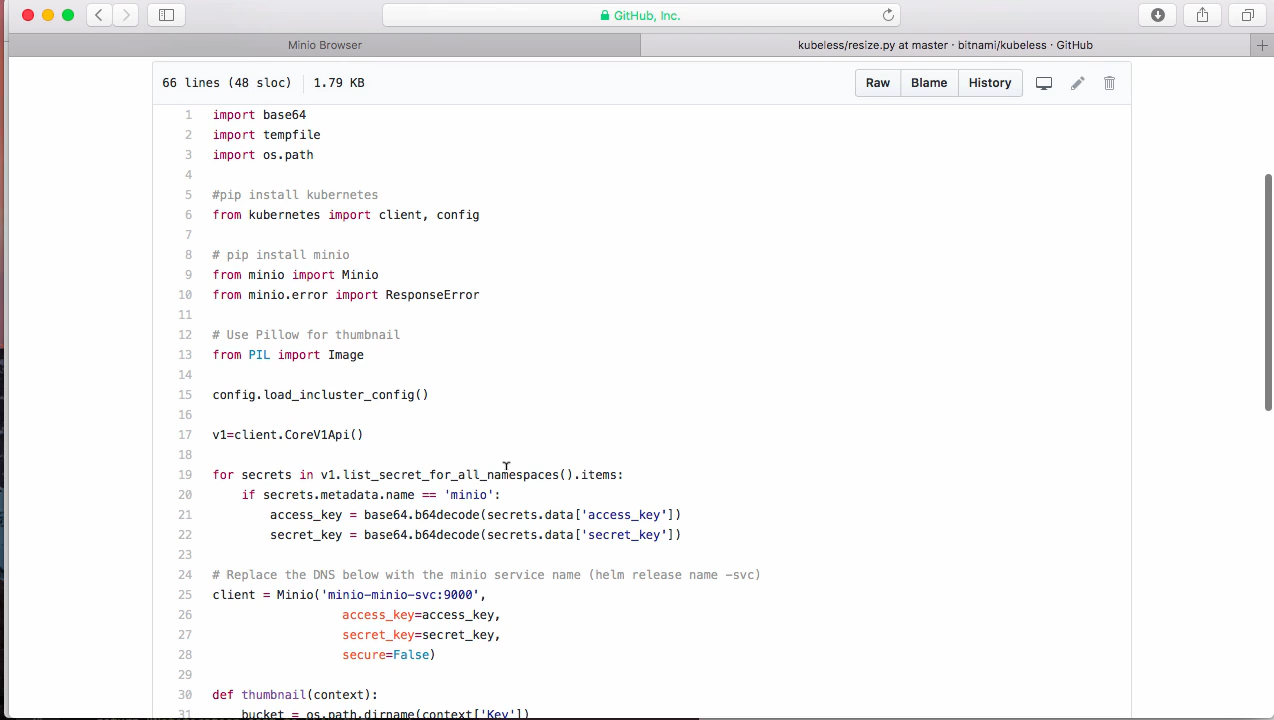 GitHub, Inc.
Minio Browser
kubeless/resize.py at master · bitnami/kubeless · GitHub
66 lines (48 sloc) 1.79 KB
Raw Blame History
1 import base64
2 import tempfile
3 import os.path
4
5 #pip install kubernetes
6 from kubernetes import client, config
7
8 # pip install minio
9 from minio import Minio
10 from minio.error import ResponseError
11
12 # Use Pillow for thumbnail
13 from PIL import Image
14
15 config.load_incluster_config()
16
17 v1=client.CoreV1Api()
18
19 for secrets in v1.list_secret_for_all_namespaces().items:
20 if secrets.metadata.name == 'minio':
21 access_key = base64.b64decode(secrets.data['access_key'])
22 secret_key = base64.b64decode(secrets.data['secret_key'])
23
24 # Replace the DNS below with the minio service name (helm release name -svc)
25 client = Minio('minio-minio-svc:9000',
26 access_key=access_key,
27 secret_key=secret_key,
28 secure=False)
29
30 def thumbnail(context):
31 bucket = os.path.dirname(context['Key'])